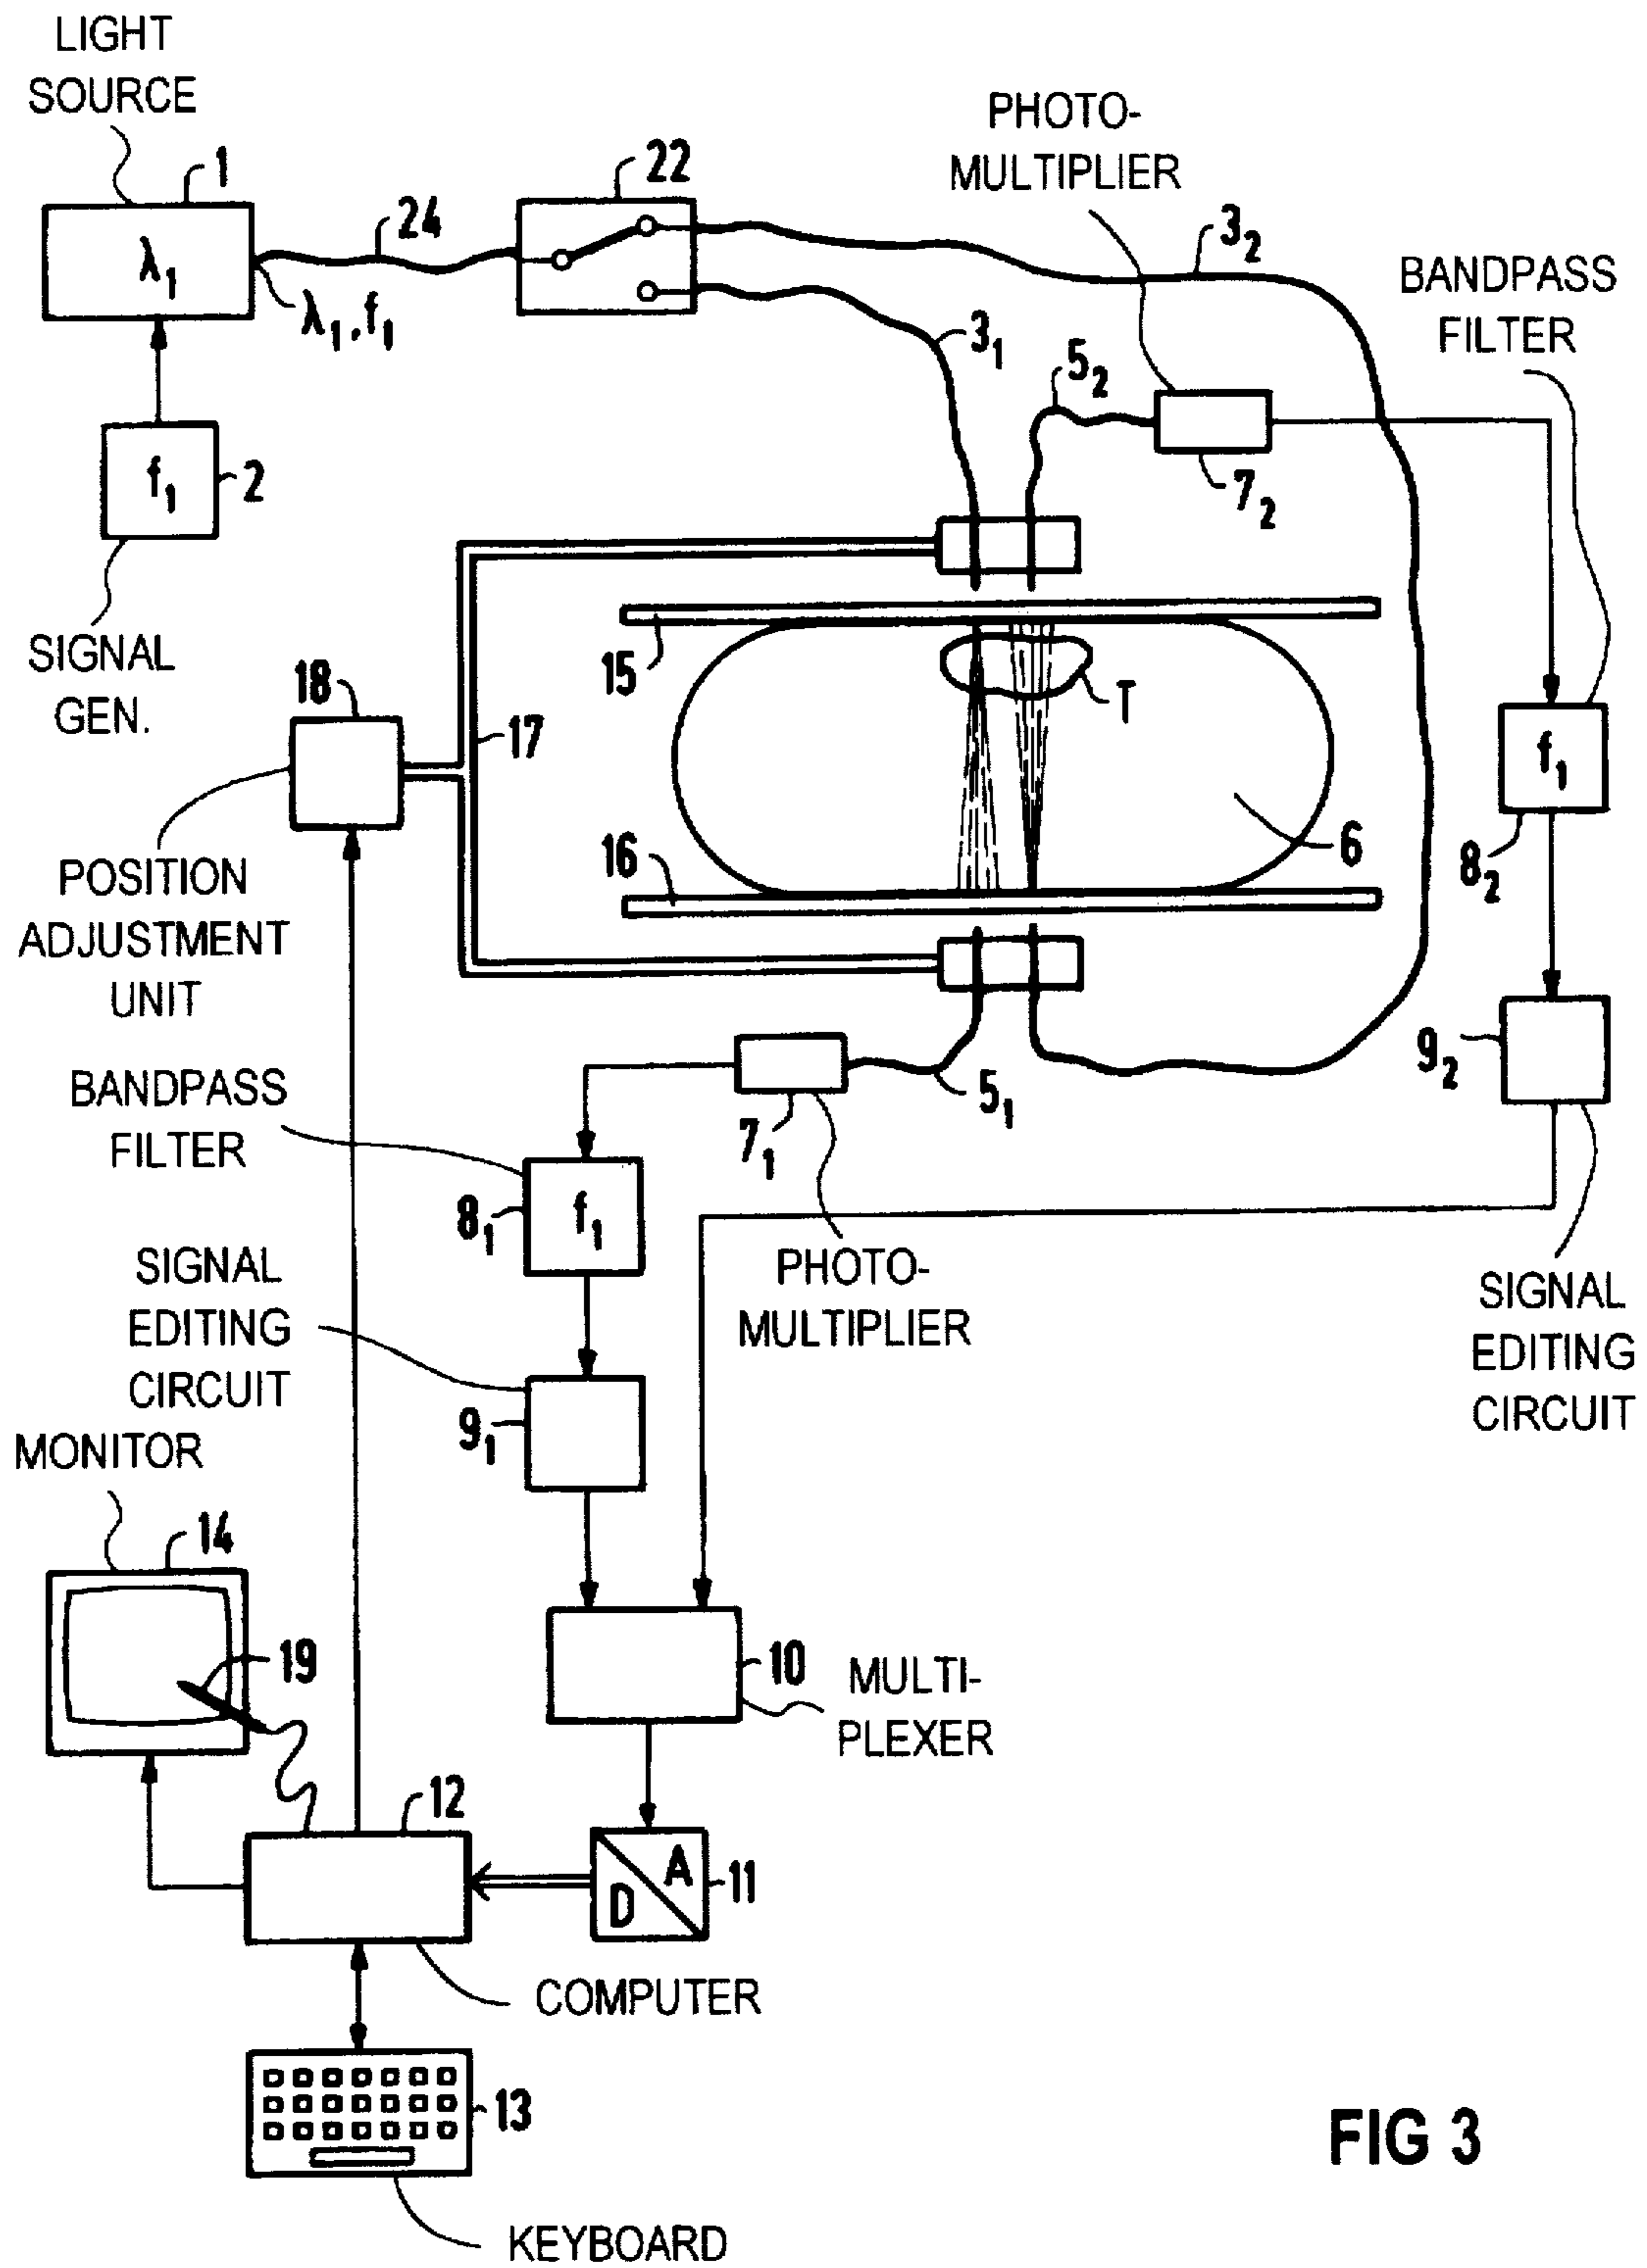 LIGHT
SOURCE
1
λ₁
24
λ₁, f₁
22
PHOTO-
MULTIPLIER
3₂
BANDPASS
FILTER
3₁
5₂
7₂
f₁
2
SIGNAL
GEN.
18
17
15
T
6
16
f₁
8₂
POSITION
ADJUSTMENT
UNIT
9₂
BANDPASS
FILTER
5₁
7₁
8₁
f₁
PHOTO-
MULTIPLIER
SIGNAL
EDITING
CIRCUIT
SIGNAL
EDITING
CIRCUIT
9₁
MONITOR
14
19
10
MULTI-
PLEXER
12
A
D
11
COMPUTER
13
KEYBOARD
FIG 3